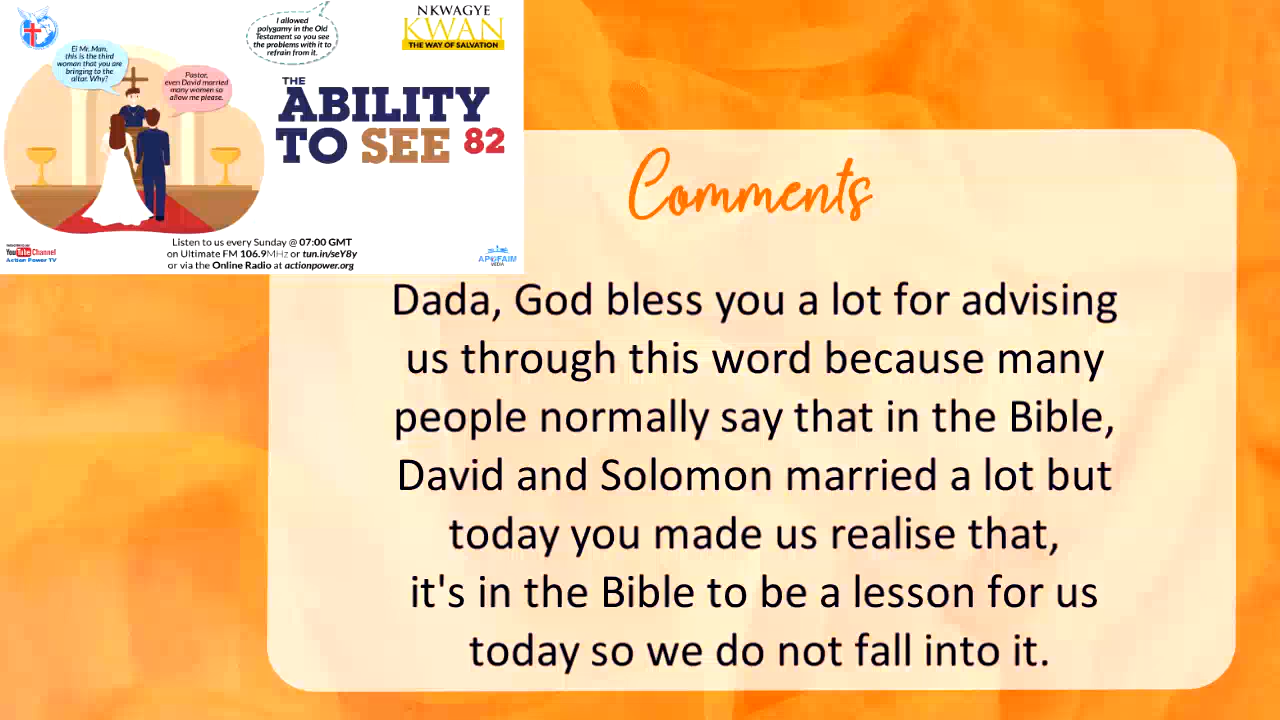 Ei Mr. Man,
this is the third
woman that you are
bringing to the
altar. Why?
Pastor,
even David married
many women so
allow me please.
I allowed
polygamy in the Old
Testament so you see
the problems with it to
refrain from it.
NKWAGYE
KWAN
THE WAY OF SALVATION
THE
ABILITY
TO SEE 82
YouTube Channel
Action Power TV
Listen to us every Sunday @ 07:00 GMT
on Ultimate FM 106.9MHz or tun.in/seY8y
or via the Online Radio at actionpower.org
APOFAIM
MEDIA
Comments
Dada, God bless you a lot for advising
us through this word because many
people normally say that in the Bible,
David and Solomon married a lot but
today you made us realise that,
it's in the Bible to be a lesson for us
today so we do not fall into it.